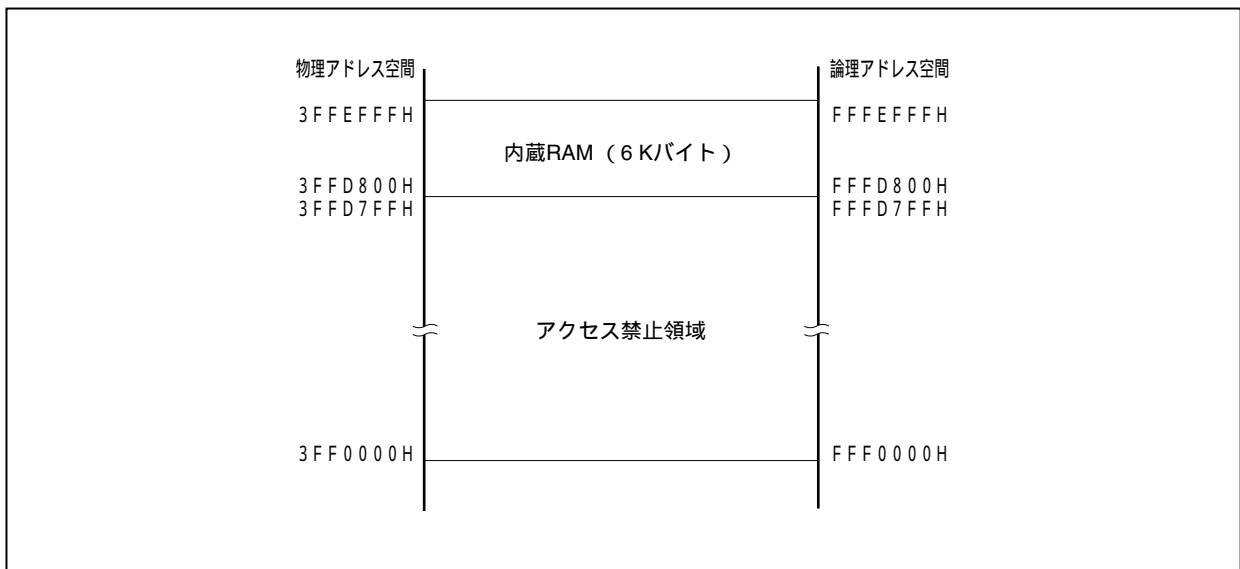 物理アドレス空間 論理アドレス空間
3FFEFFFH FFFEFFFH
内蔵RAM（6 Kバイト）
3FFD800H FFFD800H
3FFD7FFH FFFD7FFH
アクセス禁止領域
3FF0000H FFF0000H